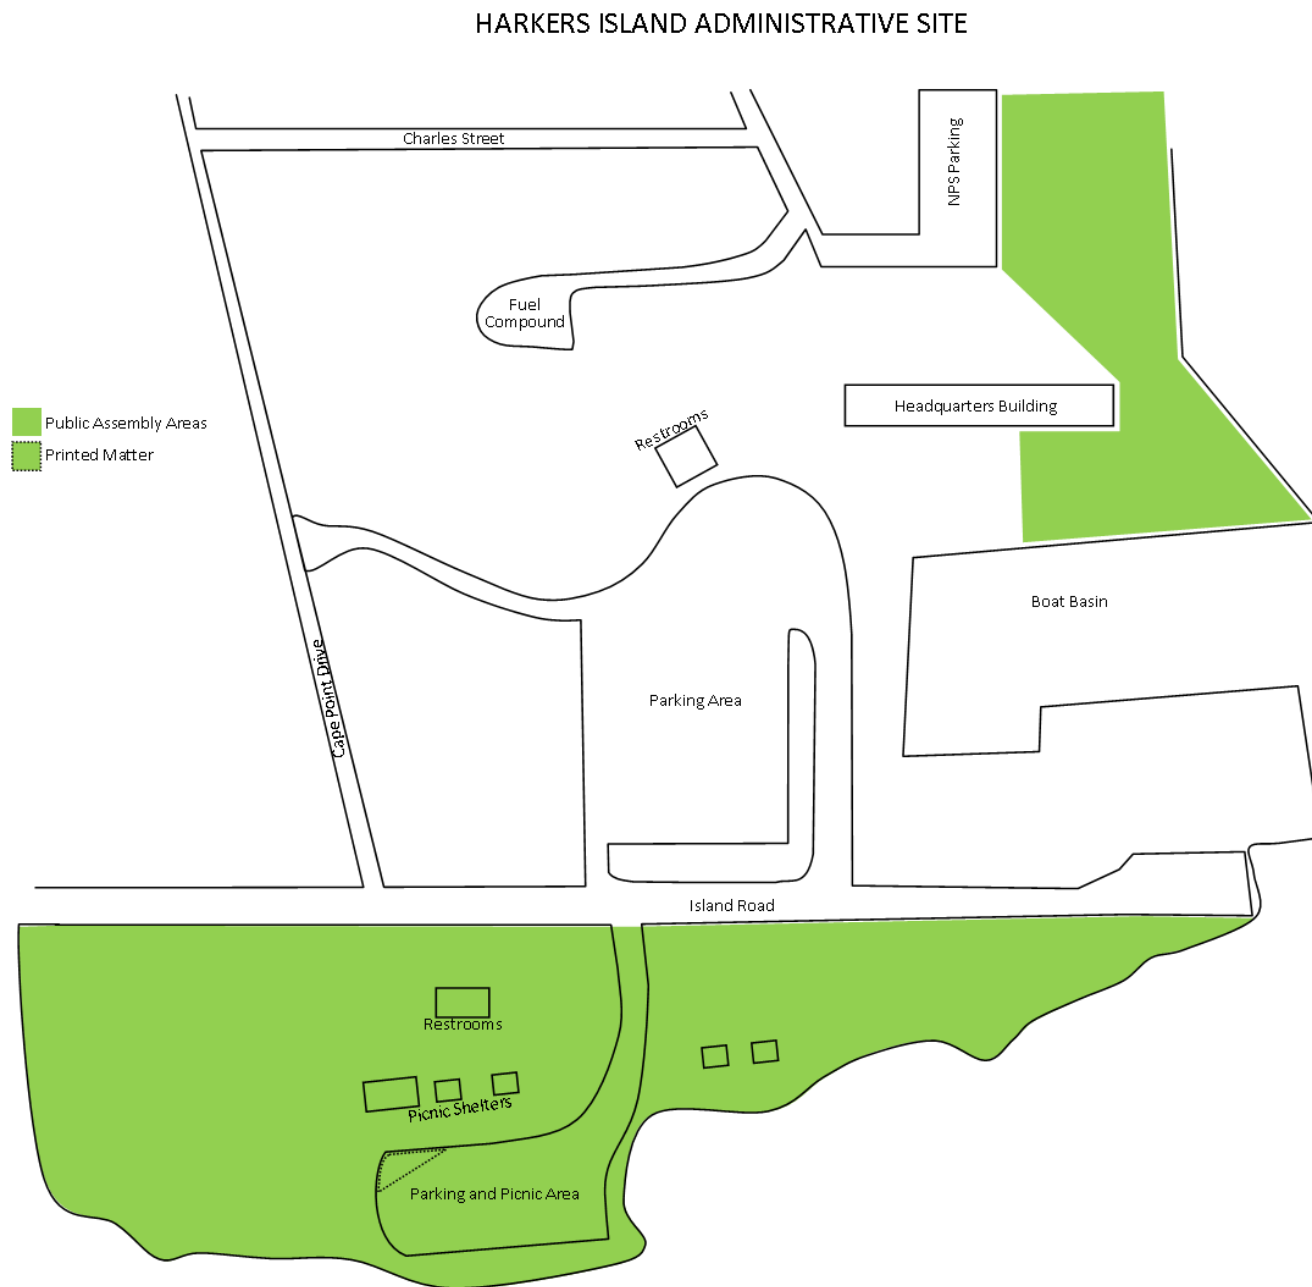 HARKERS ISLAND ADMINISTRATIVE SITE
Charles Street
NPS Parking
Fuel
Compound
Headquarters Building
Restrooms
Public Assembly Areas
Printed Matter
Boat Basin
Cape Point Drive
Parking Area
Island Road
Restrooms
Picnic Shelters
Parking and Picnic Area